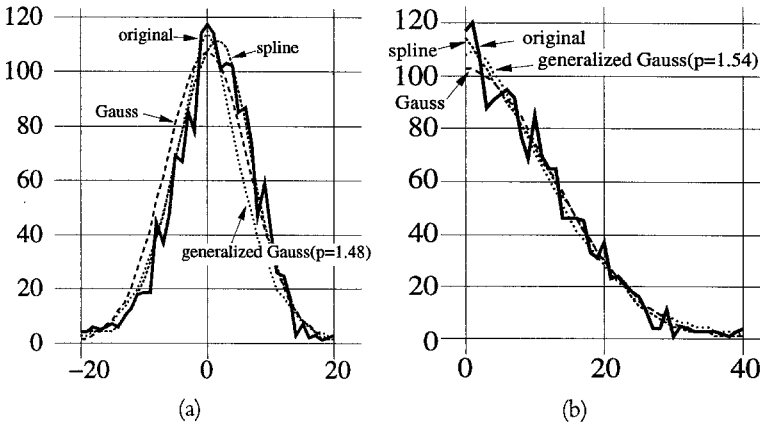 120
original
spline
100
Gauss
80
60
40
generalized Gauss(p=1.48)
20
0
−20
0
20
(a)
120
spline
original
generalized Gauss(p=1.54)
100
Gauss
80
60
40
20
0
0
20
40
(b)